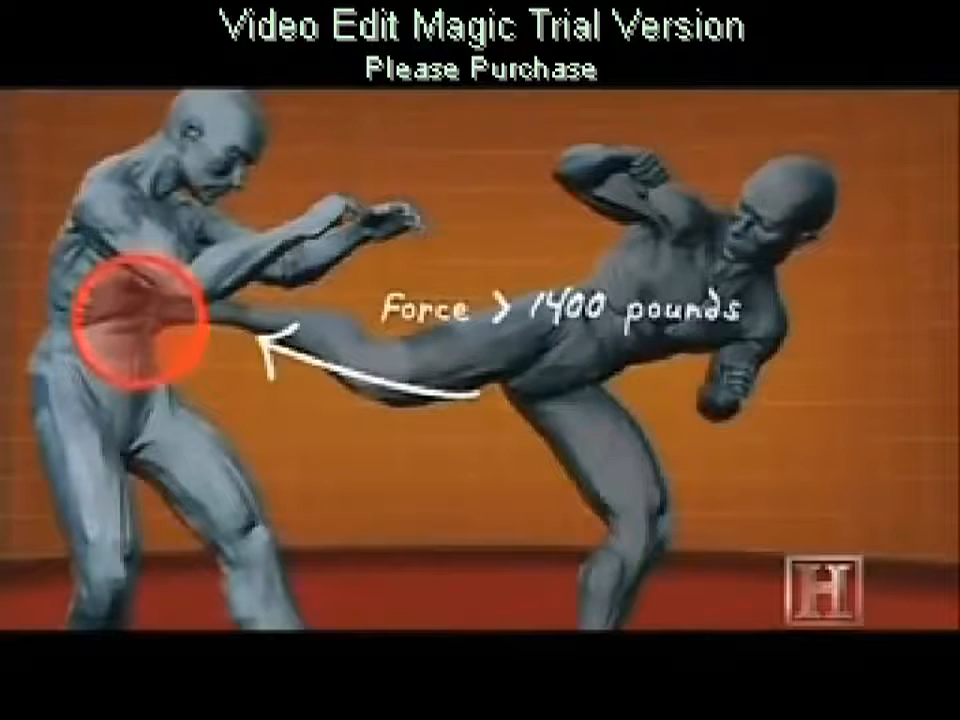 Video Edit Magic Trial Version
Please Purchase
Force > 1400 pounds
H